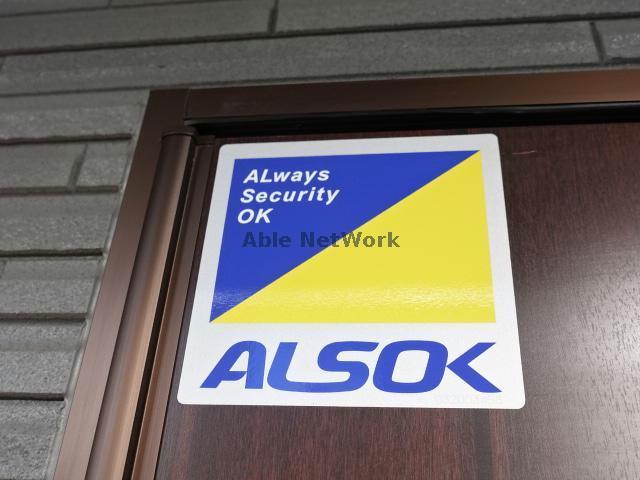 ALways
Security
OK
Able NetWork
ALSOK